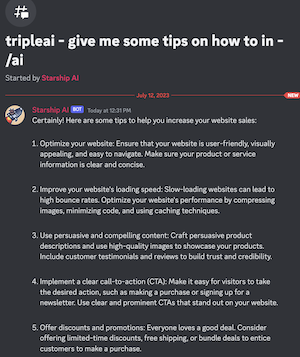 tripleai - give me some tips on how to in -
/ai
Started by Starship AI
July 12, 2023
NEW
Starship AI BOT Today at 12:31 PM
Certainly! Here are some tips to help you increase your website sales:
1. Optimize your website: Ensure that your website is user-friendly, visually
appealing, and easy to navigate. Make sure your product or service
information is clear and concise.
2. Improve your website's loading speed: Slow-loading websites can lead to
high bounce rates. Optimize your website's performance by compressing
images, minimizing code, and using caching techniques.
3. Use persuasive and compelling content: Craft persuasive product
descriptions and use high-quality images to showcase your products.
Include customer testimonials and reviews to build trust and credibility.
4. Implement a clear call-to-action (CTA): Make it easy for visitors to take
the desired action, such as making a purchase or signing up for a
newsletter. Use clear and prominent CTAs that stand out on your website.
5. Offer discounts and promotions: Everyone loves a good deal. Consider
offering limited-time discounts, free shipping, or bundle deals to entice
customers to make a purchase.